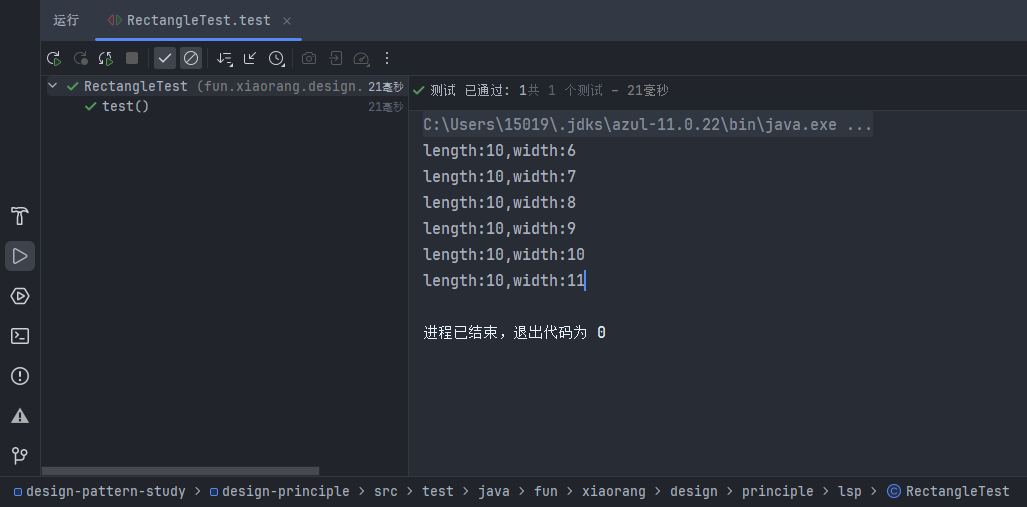 运行 RectangleTest.test
RectangleTest (fun.xiaorang.design. 21毫秒
test() 21毫秒
测试 已通过: 1共 1 个测试 – 21毫秒
C:\Users\15019\.jdks\azul-11.0.22\bin\java.exe ...
length:10,width:6
length:10,width:7
length:10,width:8
length:10,width:9
length:10,width:10
length:10,width:11
进程已结束，退出代码为 0
design-pattern-study > design-principle > src > test > java > fun > xiaorang > design > principle > lsp > RectangleTest